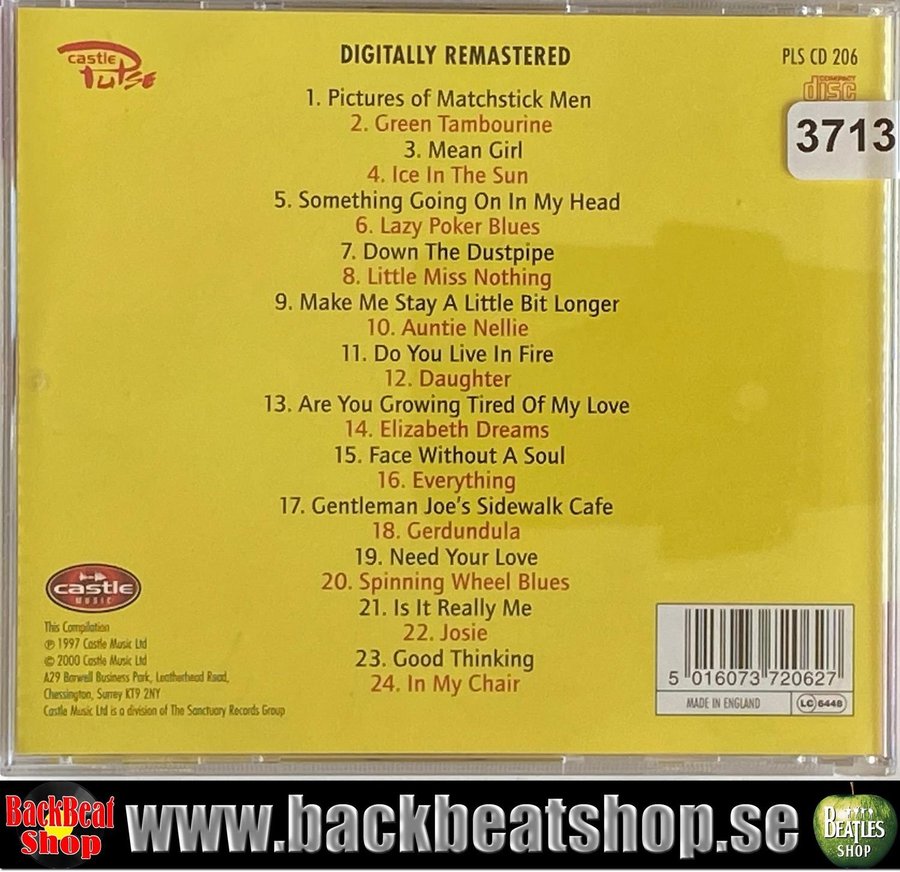 castle
Pulse
DIGITALLY REMASTERED
PLS CD 206
COMPACT
disc
3713
1. Pictures of Matchstick Men
2. Green Tambourine
3. Mean Girl
4. Ice In The Sun
5. Something Going On In My Head
6. Lazy Poker Blues
7. Down The Dustpipe
8. Little Miss Nothing
9. Make Me Stay A Little Bit Longer
10. Auntie Nellie
11. Do You Live In Fire
12. Daughter
13. Are You Growing Tired Of My Love
14. Elizabeth Dreams
15. Face Without A Soul
16. Everything
17. Gentleman Joe's Sidewalk Cafe
18. Gerdundula
19. Need Your Love
20. Spinning Wheel Blues
21. Is It Really Me
22. Josie
23. Good Thinking
24. In My Chair
castle
MUSIC
This Compilation
℗ 1997 Castle Music Ltd
© 2000 Castle Music Ltd
A29 Barwell Business Park, Leatherhead Road,
Chessington, Surrey KT9 2NY
Castle Music Ltd is a division of The Sanctuary Records Group
5 016073 720627
MADE IN ENGLAND
LC 6448
BackBeat
Shop
www.backbeatshop.se
THE
BEATLES
SHOP